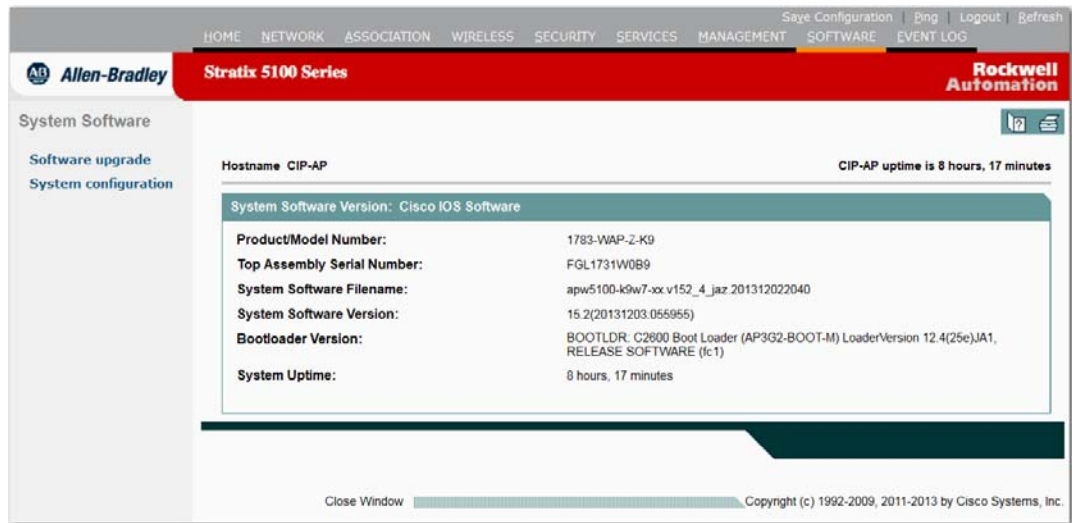 Save Configuration | Ping | Logout | Refresh
HOME NETWORK ASSOCIATION WIRELESS SECURITY SERVICES MANAGEMENT SOFTWARE EVENT LOG
AB Allen-Bradley
Stratix 5100 Series
Rockwell
Automation
System Software
Software upgrade
System configuration
Hostname CIP-AP
CIP-AP uptime is 8 hours, 17 minutes
System Software Version: Cisco IOS Software
Product/Model Number: 1783-WAP-Z-K9
Top Assembly Serial Number: FGL1731W0B9
System Software Filename: apw5100-k9w7-xx.v152_4_jaz.201312022040
System Software Version: 15.2(20131203:055955)
Bootloader Version: BOOTLDR: C2600 Boot Loader (AP3G2-BOOT-M) LoaderVersion 12.4(25e)JA1,
RELEASE SOFTWARE (fc1)
System Uptime: 8 hours, 17 minutes
Close Window
Copyright (c) 1992-2009, 2011-2013 by Cisco Systems, Inc.